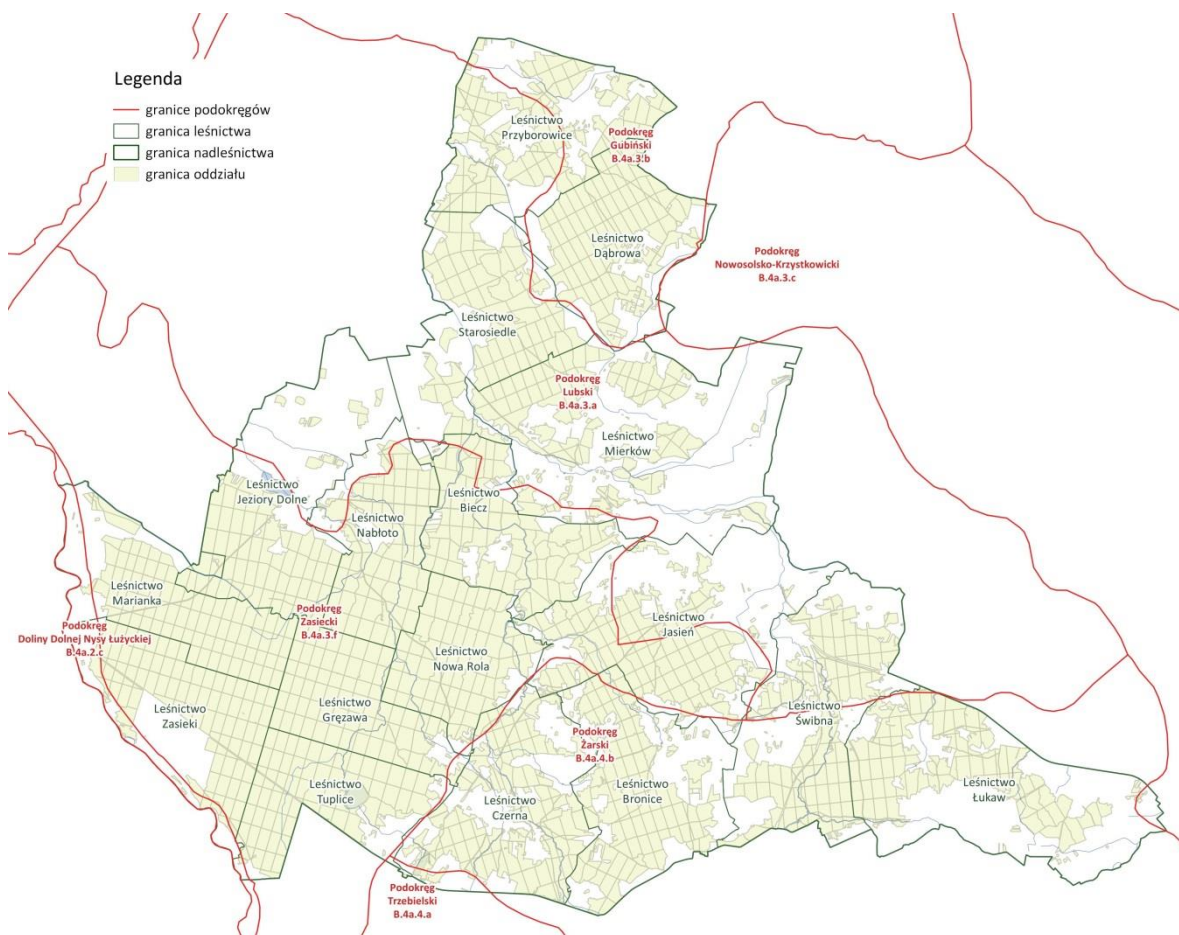 Legenda
granice podokręgów
granica leśnictwa
granica nadleśnictwa
granica oddziału
Leśnictwo
Przyborowice
Podokręg
Gubiński
B.4a.3.b
Leśnictwo
Dąbrowa
Podokręg
Nowosolsko-Krzystkowicki
B.4a.3.c
Leśnictwo
Starosiedle
Podokręg
Lubski
B.4a.3.a
Leśnictwo
Mierków
Leśnictwo
Jeziory Dolne
Leśnictwo
Biecz
Leśnictwo
Nabłoto
Leśnictwo
Marianka
Podokręg
Zasiecki
B.4a.3.f
Podokręg
Doliny Dolnej Nysy Łużyckiej
B.4a.2.c
Leśnictwo
Jasień
Leśnictwo
Nowa Rola
Leśnictwo
Zasieki
Leśnictwo
Gręzawa
Leśnictwo
Świbna
Podokręg
Żarski
B.4a.4.b
Leśnictwo
Tuplice
Leśnictwo
Czerna
Leśnictwo
Bronice
Leśnictwo
Łukaw
Podokręg
Trzebielski
B.4a.4.a